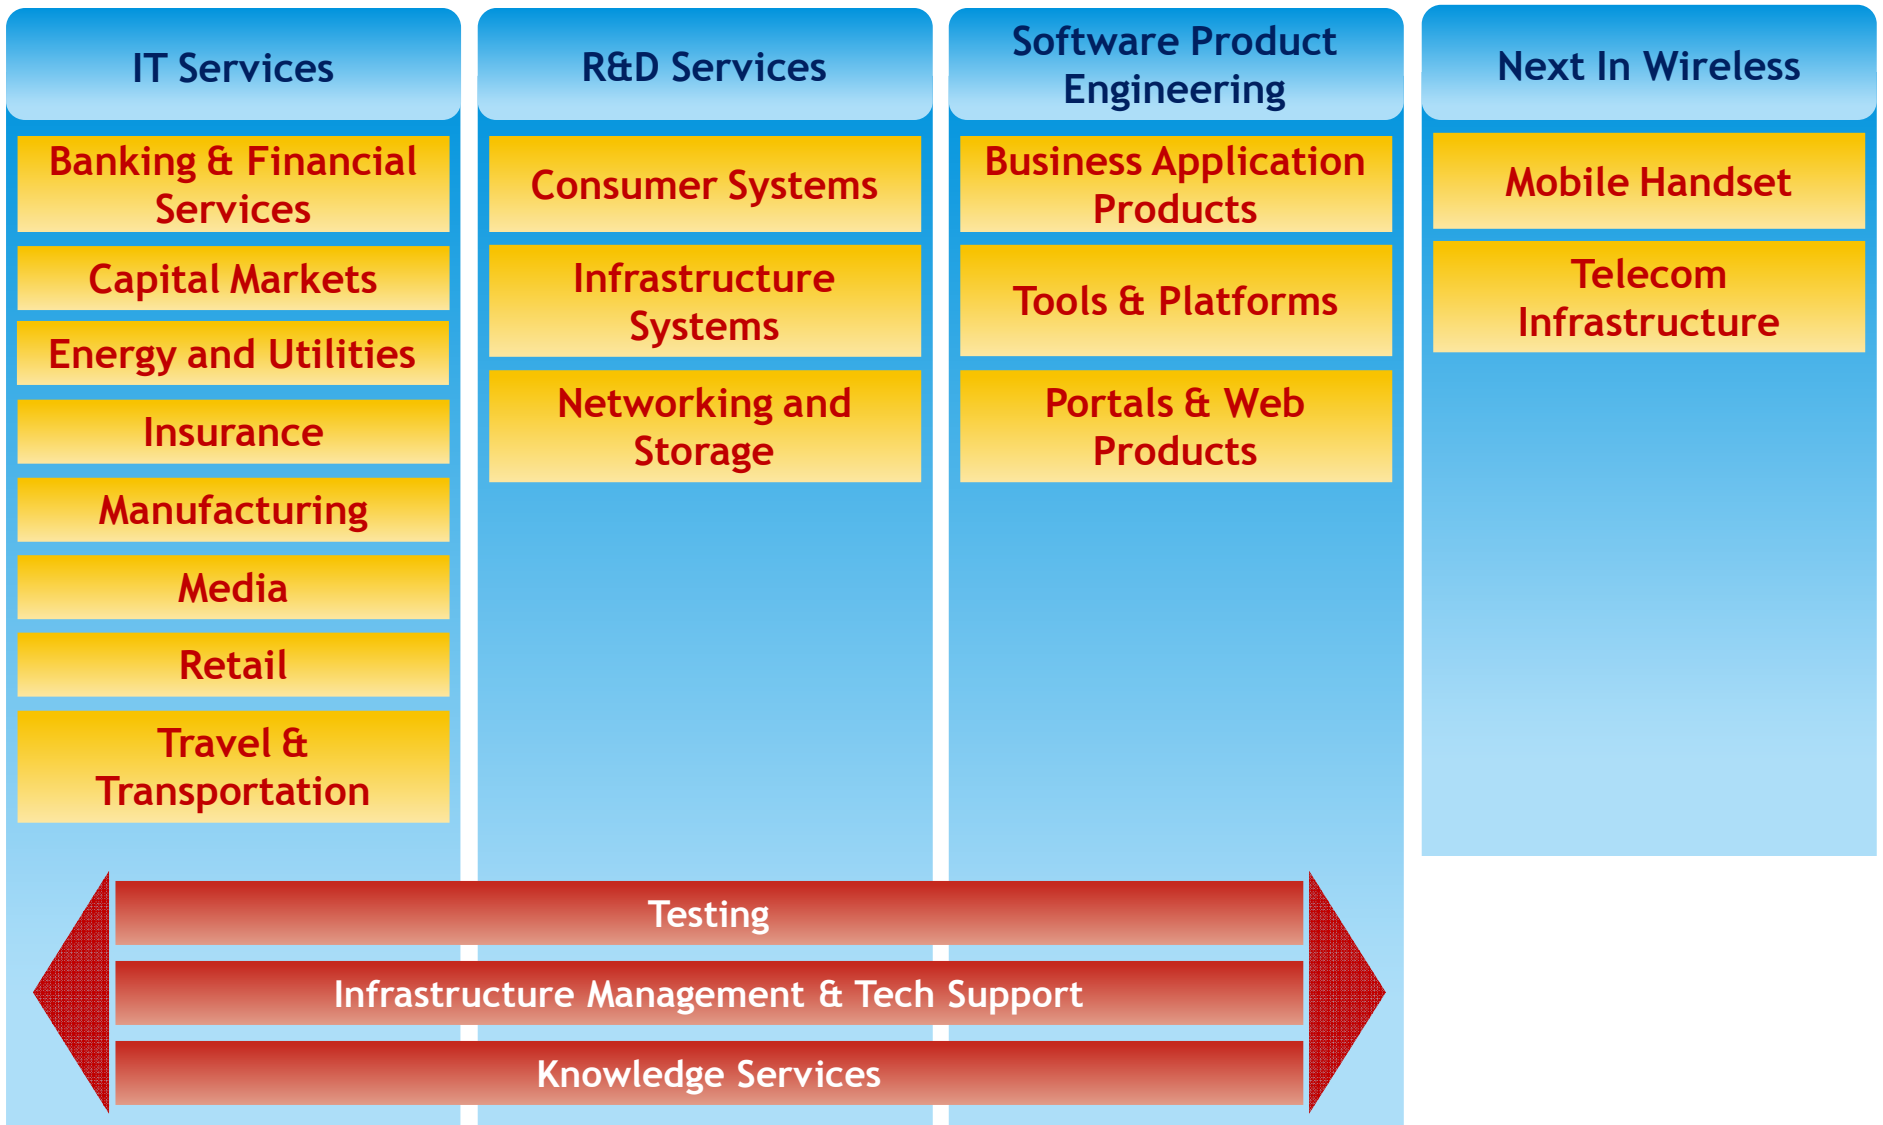 IT Services
Banking & Financial
Services
Capital Markets
Energy and Utilities
Insurance
Manufacturing
Media
Retail
Travel &
Transportation
R&D Services
Consumer Systems
Infrastructure
Systems
Networking and
Storage
Software Product
Engineering
Business Application
Products
Tools & Platforms
Portals & Web
Products
Next In Wireless
Mobile Handset
Telecom
Infrastructure
Testing
Infrastructure Management & Tech Support
Knowledge Services